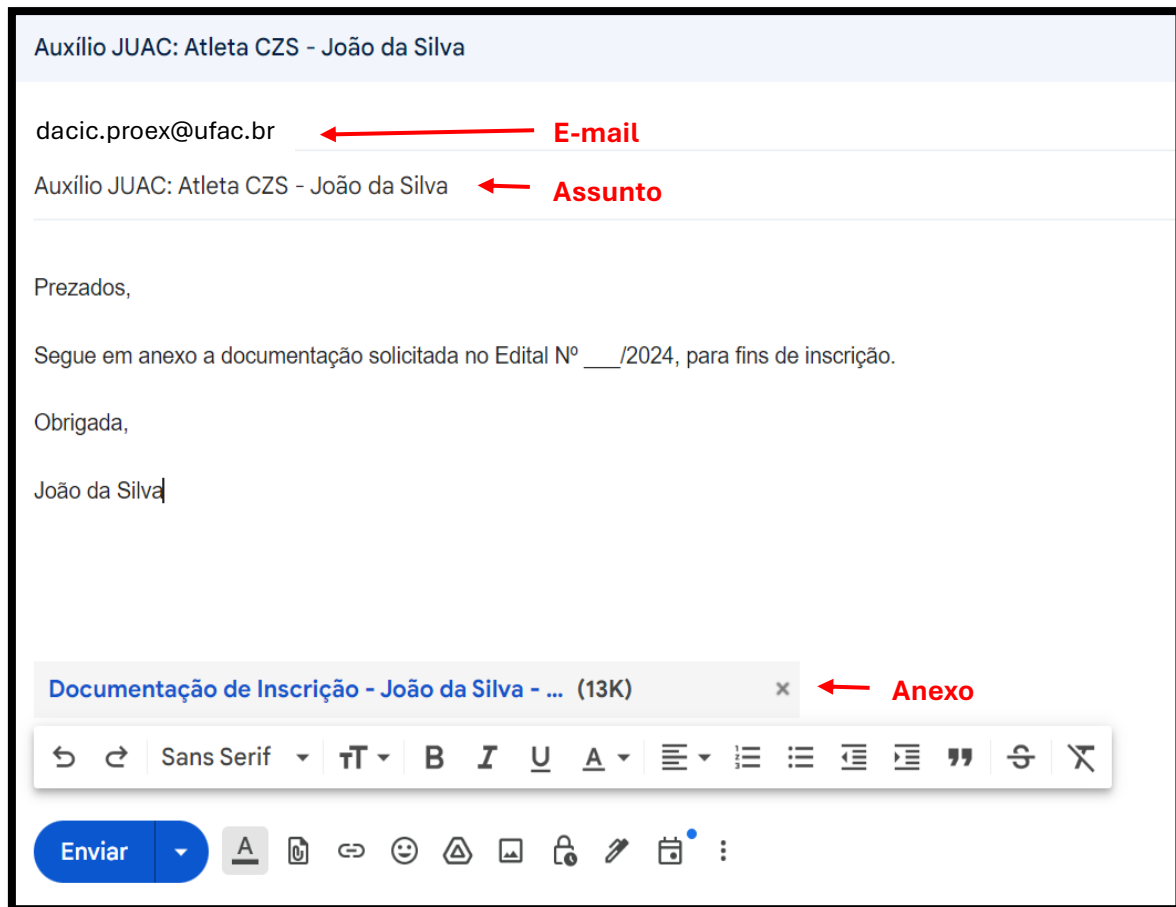 Auxílio JUAC: Atleta CZS - João da Silva
dacic.proex@ufac.br
E-mail
Auxílio JUAC: Atleta CZS - João da Silva
Assunto
Prezados,
Segue em anexo a documentação solicitada no Edital Nº ___/2024, para fins de inscrição.
Obrigada,
João da Silva
Documentação de Inscrição - João da Silva - ... (13K)
Anexo
Sans Serif
Enviar